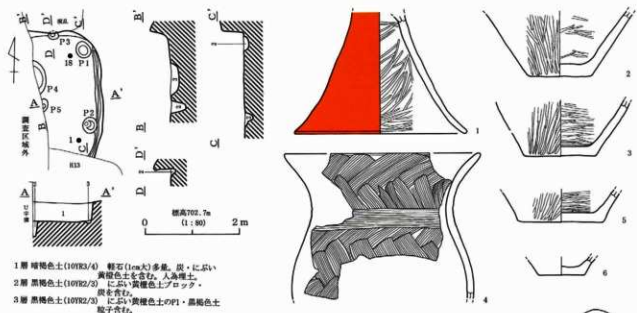 B'
D'
C'
P3
D
18
P1
P4
A
P5
B
P2
1
C
A'
調査区域外
H13
A
A'
1
B'
B
D'
D
C'
C
標高702.7m
(1:80)
0
2m
1層 暗褐色土(10YR3/4) 軽石(1cm大)多量。炭・にぶい
黄橙色土を含む。人為埋土。
2層 黒褐色土(10YR2/3) にぶい黄橙色土ブロック・
炭を含む。
3層 黒褐色土(10YR2/3) にぶい黄橙色土のP1・黒褐色土
粒子含む。
1
2
3
4
5
6